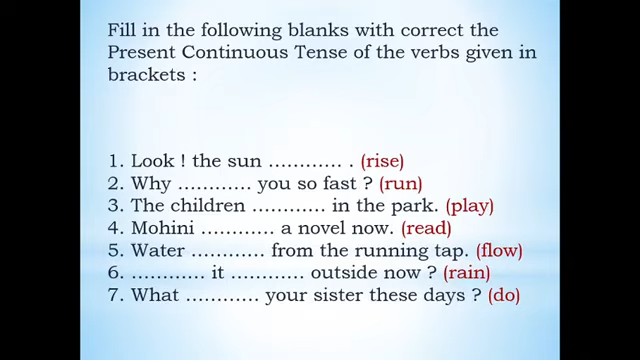 Fill in the following blanks with correct the
Present Continuous Tense of the verbs given in
brackets :
1. Look ! the sun ………… . (rise)
2. Why ………… you so fast ? (run)
3. The children ………… in the park. (play)
4. Mohini ………… a novel now. (read)
5. Water ………… from the running tap. (flow)
6. ………… it ………… outside now ? (rain)
7. What ………… your sister these days ? (do)